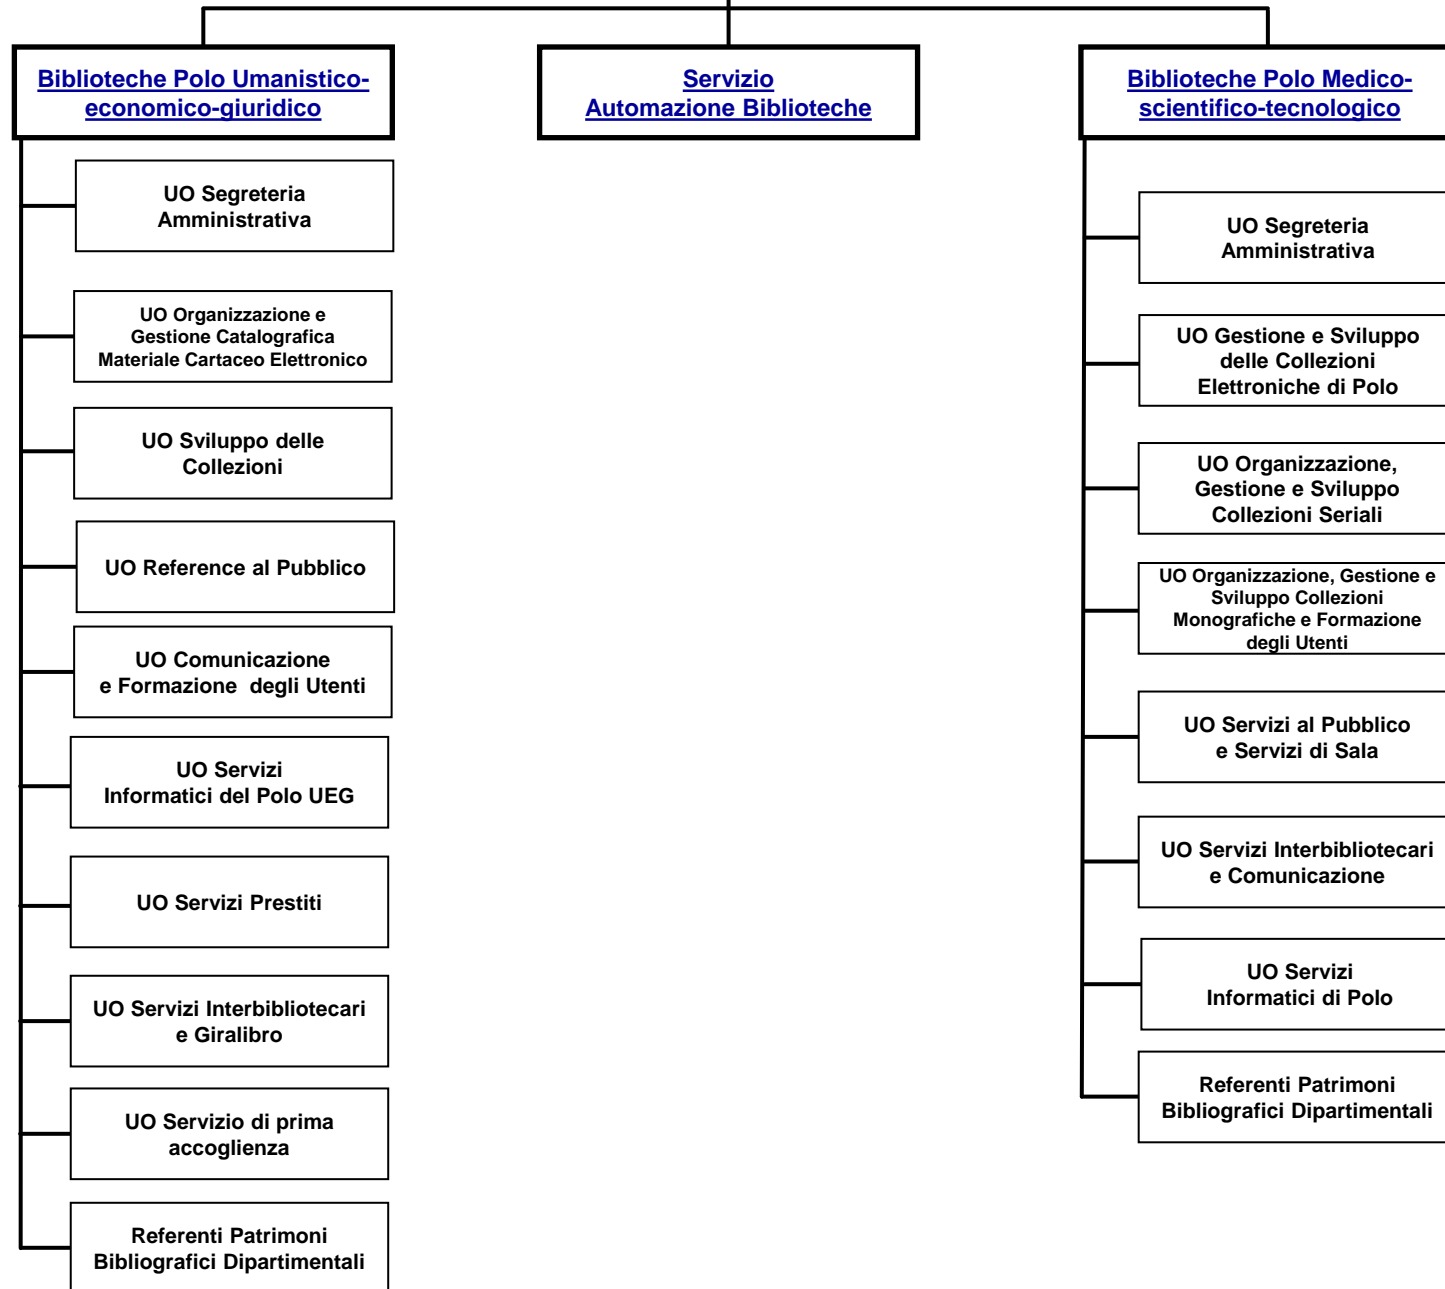 Biblioteche Polo Umanistico-
economico-giuridico
Servizio
Automazione Biblioteche
Biblioteche Polo Medico-
scientifico-tecnologico
UO Segreteria
Amministrativa
UO Organizzazione e
Gestione Catalografica
Materiale Cartaceo Elettronico
UO Sviluppo delle
Collezioni
UO Reference al Pubblico
UO Comunicazione
e Formazione  degli Utenti
UO Servizi
Informatici del Polo UEG
UO Servizi Prestiti
UO Servizi Interbibliotecari
e Giralibro
UO Servizio di prima
accoglienza
Referenti Patrimoni
Bibliografici Dipartimentali
UO Segreteria
Amministrativa
UO Gestione e Sviluppo
delle Collezioni
Elettroniche di Polo
UO Organizzazione,
Gestione e Sviluppo
Collezioni Seriali
UO Organizzazione, Gestione e
Sviluppo Collezioni
Monografiche e Formazione
degli Utenti
UO Servizi al Pubblico
e Servizi di Sala
UO Servizi Interbibliotecari
e Comunicazione
UO Servizi
Informatici di Polo
Referenti Patrimoni
Bibliografici Dipartimentali